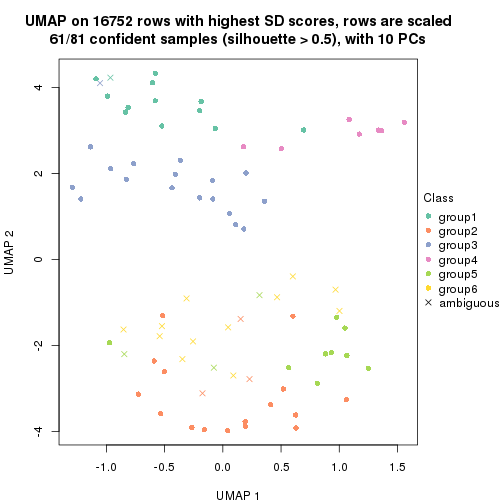 UMAP on 16752 rows with highest SD scores, rows are scaled
61/81 confident samples (silhouette > 0.5), with 10 PCs
4
2
0
-2
-4
UMAP 2
-1.0
-0.5
0.0
0.5
1.0
1.5
UMAP 1
Class
group1
group2
group3
group4
group5
group6
ambiguous